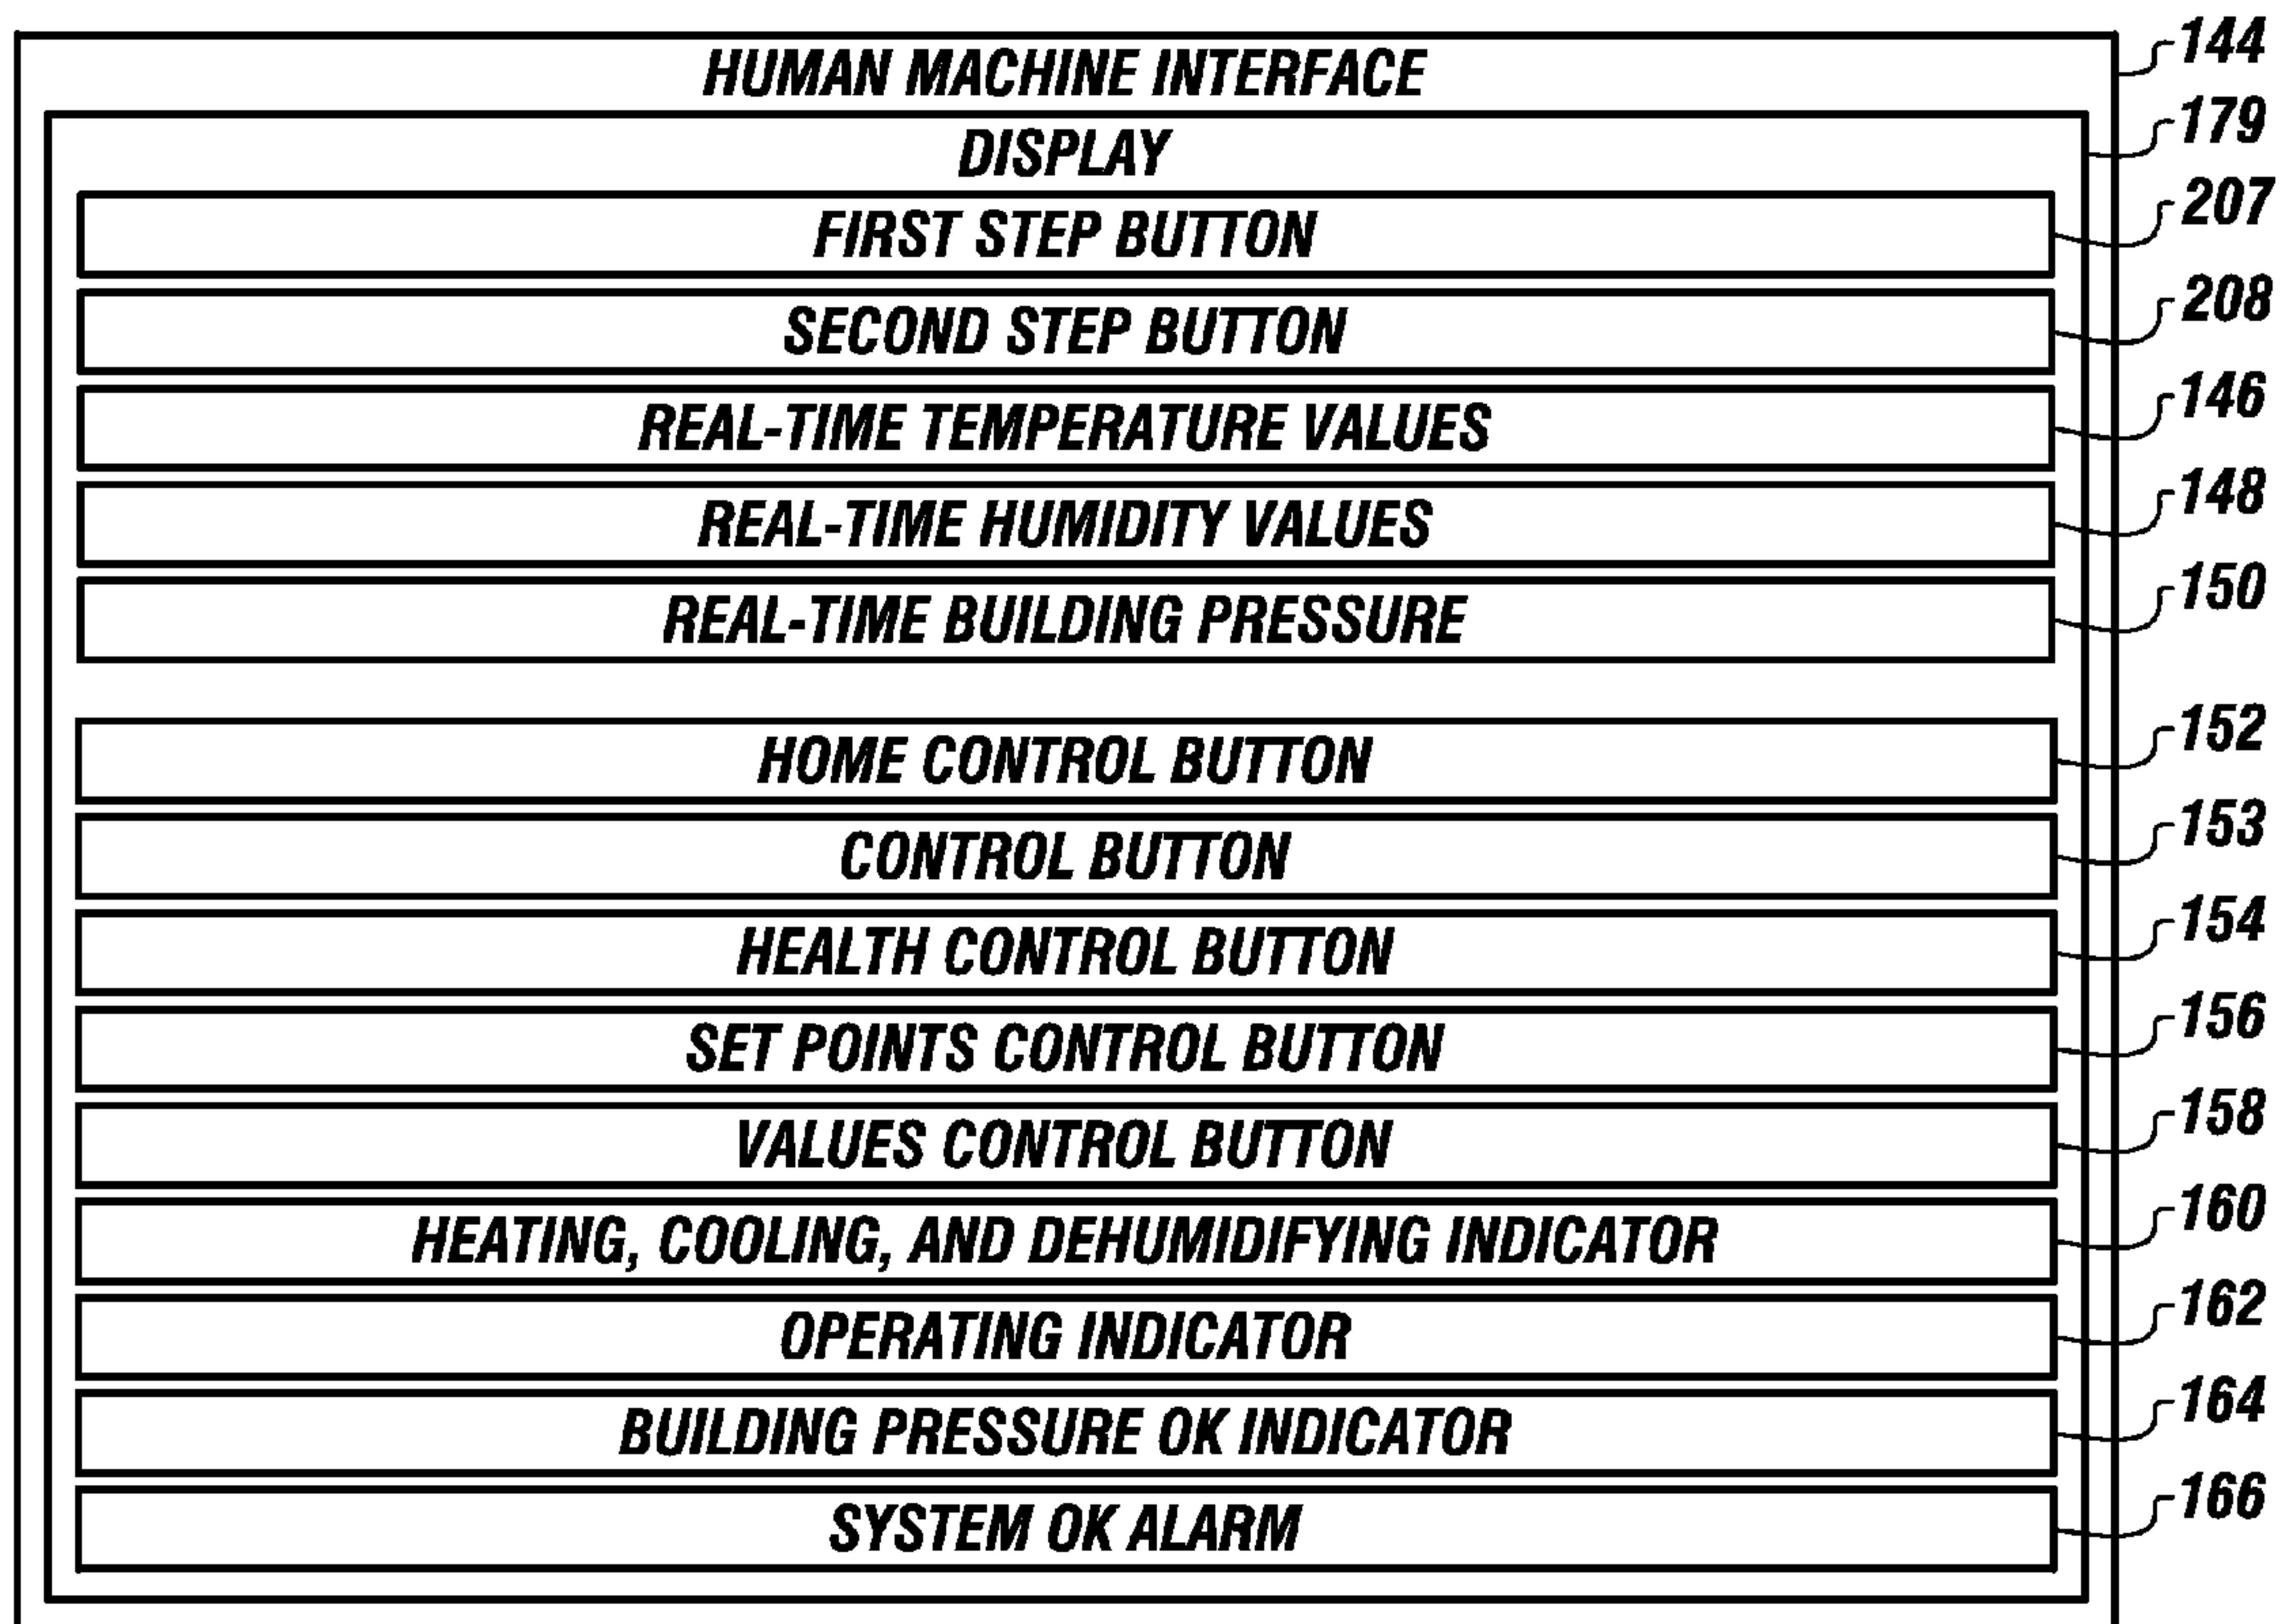 HUMAN MACHINE INTERFACE 144
DISPLAY 179
FIRST STEP BUTTON 207
SECOND STEP BUTTON 208
REAL-TIME TEMPERATURE VALUES 146
REAL-TIME HUMIDITY VALUES 148
REAL-TIME BUILDING PRESSURE 150
HOME CONTROL BUTTON 152
CONTROL BUTTON 153
HEALTH CONTROL BUTTON 154
SET POINTS CONTROL BUTTON 156
VALUES CONTROL BUTTON 158
HEATING, COOLING, AND DEHUMIDIFYING INDICATOR 160
OPERATING INDICATOR 162
BUILDING PRESSURE OK INDICATOR 164
SYSTEM OK ALARM 166